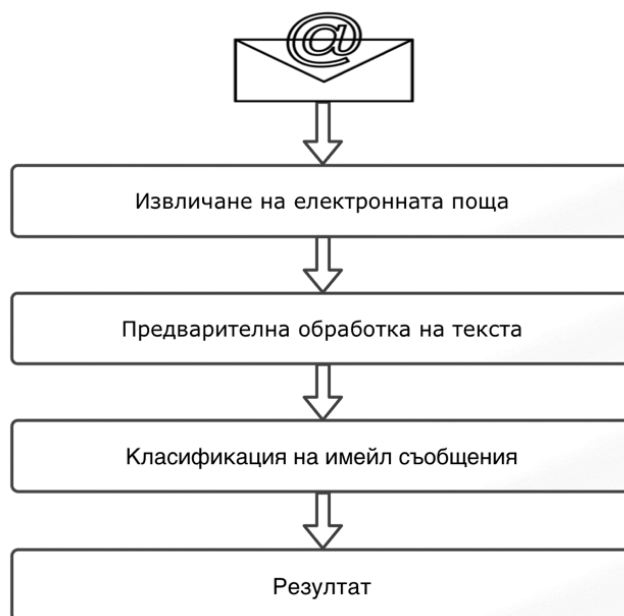 @
Извличане на електронната поща
Предварителна обработка на текста
Класификация на имейл съобщения
Резултат